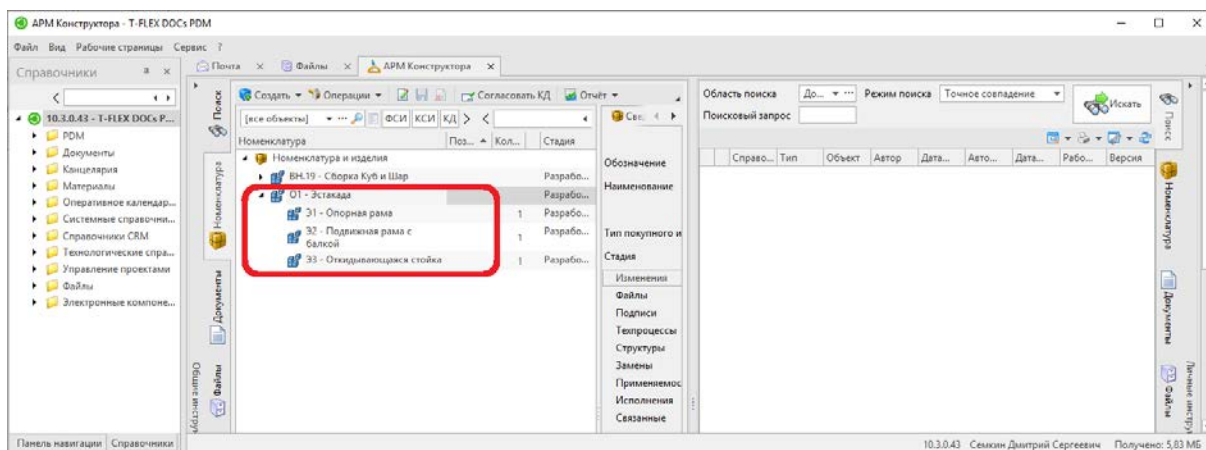 АРМ Конструктора - T-FLEX DOCs PDM
Файл Вид Рабочие страницы Сервис ?
Справочники
Почта Файлы АРМ Конструктора
10.3.0.43 - T-FLEX DOCs P...
PDM
Документы
Канцелярия
Материалы
Оперативное календар...
Системные справочни...
Справочники CRM
Технологические спра...
Управление проектами
Файлы
Электронные компоне...
Панель навигации Справочники
Поиск
Номенклатура
Документы
Файлы
Общие инстру
Создать Операции Согласовать КД Отчёт
[все объекты] ФСИ КСИ КД
Номенклатура Поз... Кол... Стадия
Номенклатура и изделия
ВН.19 - Сборка Куб и Шар Разрабо...
О1 - Эстакада Разрабо...
Э1 - Опорная рама 1 Разрабо...
Э2 - Подвижная рама с
балкой 1 Разрабо...
Э3 - Откидывающаяся стойка 1 Разрабо...
Све.
Обозначение
Наименование
Тип покупного и
Стадия
Изменения
Файлы
Подписи
Техпроцессы
Структуры
Замены
Применяемос
Исполнения
Связанные
Область поиска До... Режим поиска Точное совпадение
Поисковый запрос
Искать
Справо... Тип Объект Автор Дата... Авто... Дата... Рабо... Версия
Поиск
Номенклатура
Документы
Файлы
Личные инстру
10.3.0.43 Семкин Дмитрий Сергеевич Получено: 5,83 МБ